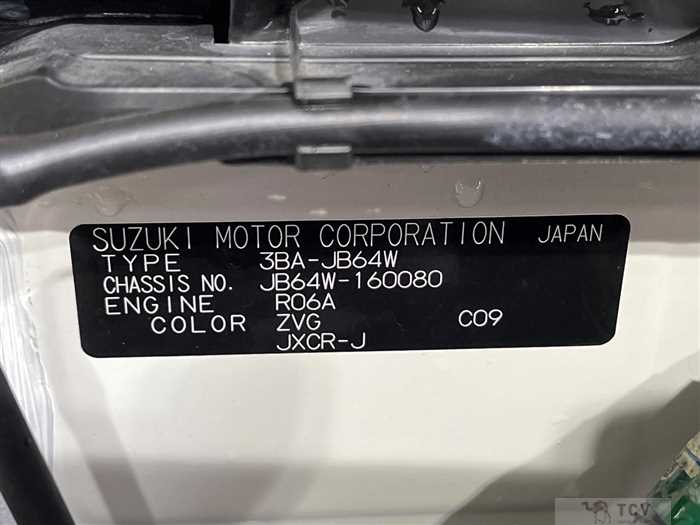 SUZUKI MOTOR CORPORATION JAPAN
TYPE 3BA-JB64W
CHASSIS NO. JB64W-160080
ENGINE R06A
COLOR ZVG C09
JXCR-J
TCV